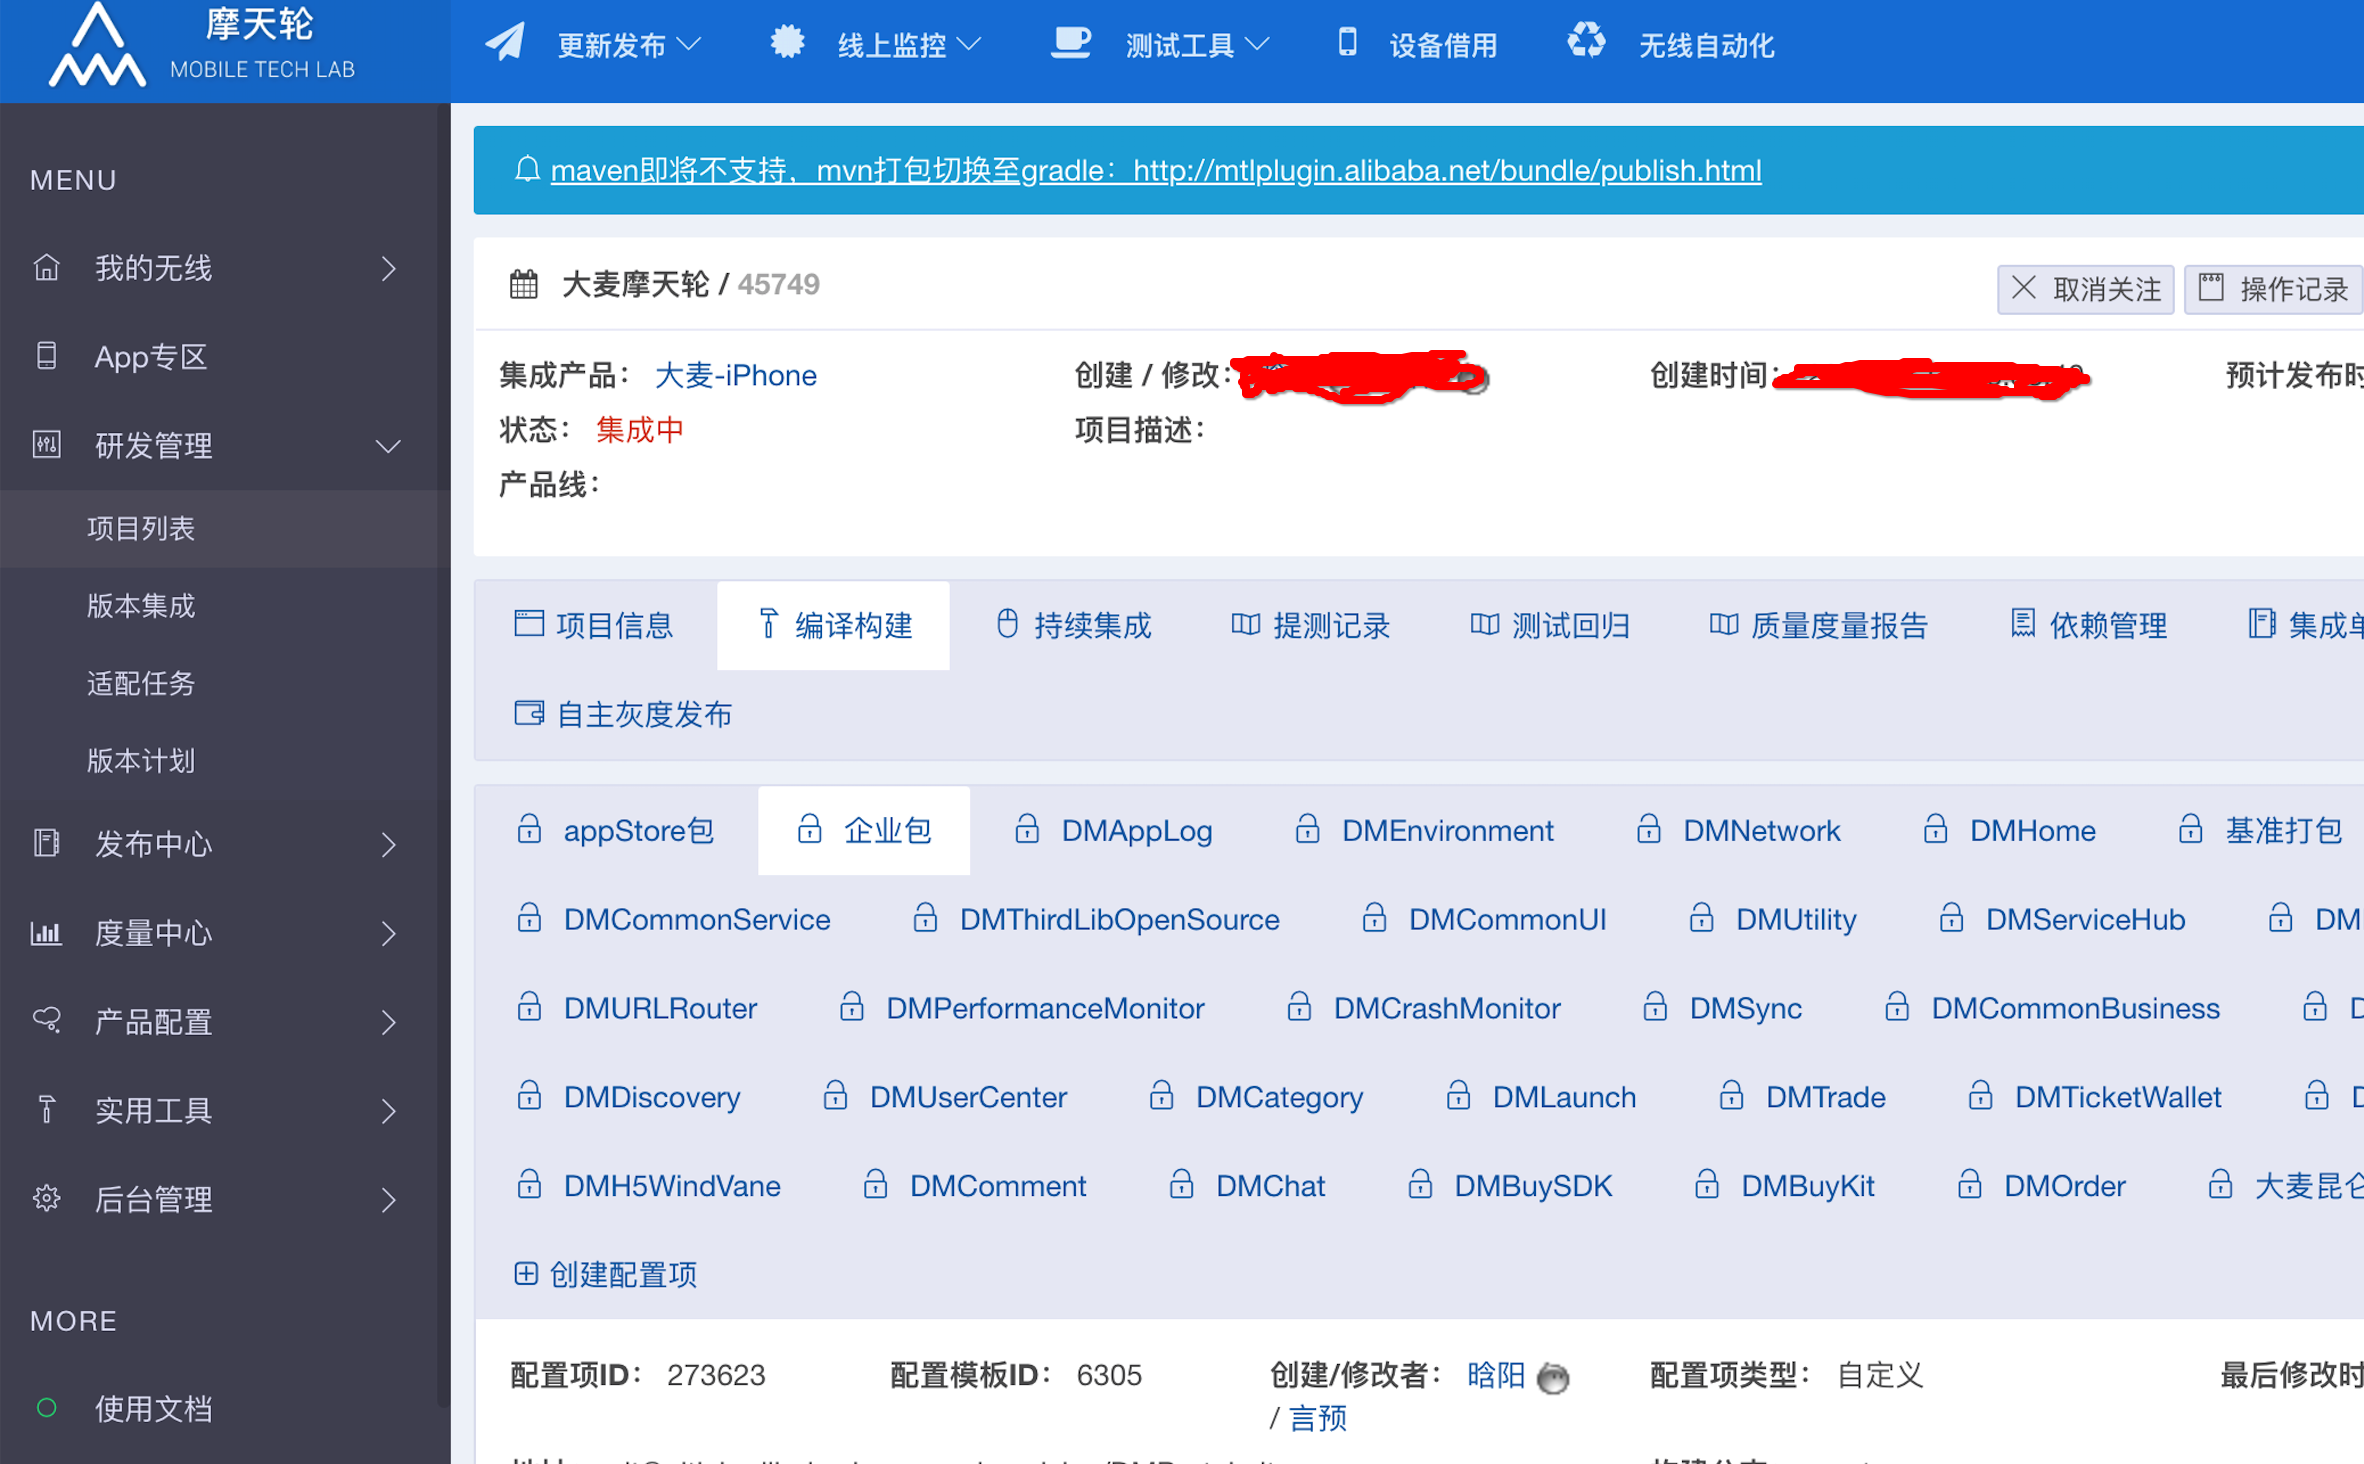 摩天轮
MOBILE TECH LAB
更新发布 线上监控 测试工具 设备借用 无线自动化
MENU
我的无线
App专区
研发管理
项目列表
版本集成
适配任务
版本计划
发布中心
度量中心
产品配置
实用工具
后台管理
MORE
使用文档
maven即将不支持，mvn打包切换至gradle：http://mtlplugin.alibaba.net/bundle/publish.html
大麦摩天轮 / 45749 取消关注 操作记录
集成产品： 大麦-iPhone 创建 / 修改： 创建时间： 预计发布时
状态： 集成中 项目描述：
产品线：
项目信息 编译构建 持续集成 提测记录 测试回归 质量度量报告 依赖管理 集成单
自主灰度发布
appStore包 企业包 DMAppLog DMEnvironment DMNetwork DMHome 基准打包
DMCommonService DMThirdLibOpenSource DMCommonUI DMUtility DMServiceHub DM
DMURLRouter DMPerformanceMonitor DMCrashMonitor DMSync DMCommonBusiness
DMDiscovery DMUserCenter DMCategory DMLaunch DMTrade DMTicketWallet
DMH5WindVane DMComment DMChat DMBuySDK DMBuyKit DMOrder 大麦昆仑
创建配置项
配置项ID： 273623 配置模板ID： 6305 创建/修改者： 晗阳 配置项类型： 自定义 最后修改时
/ 言预